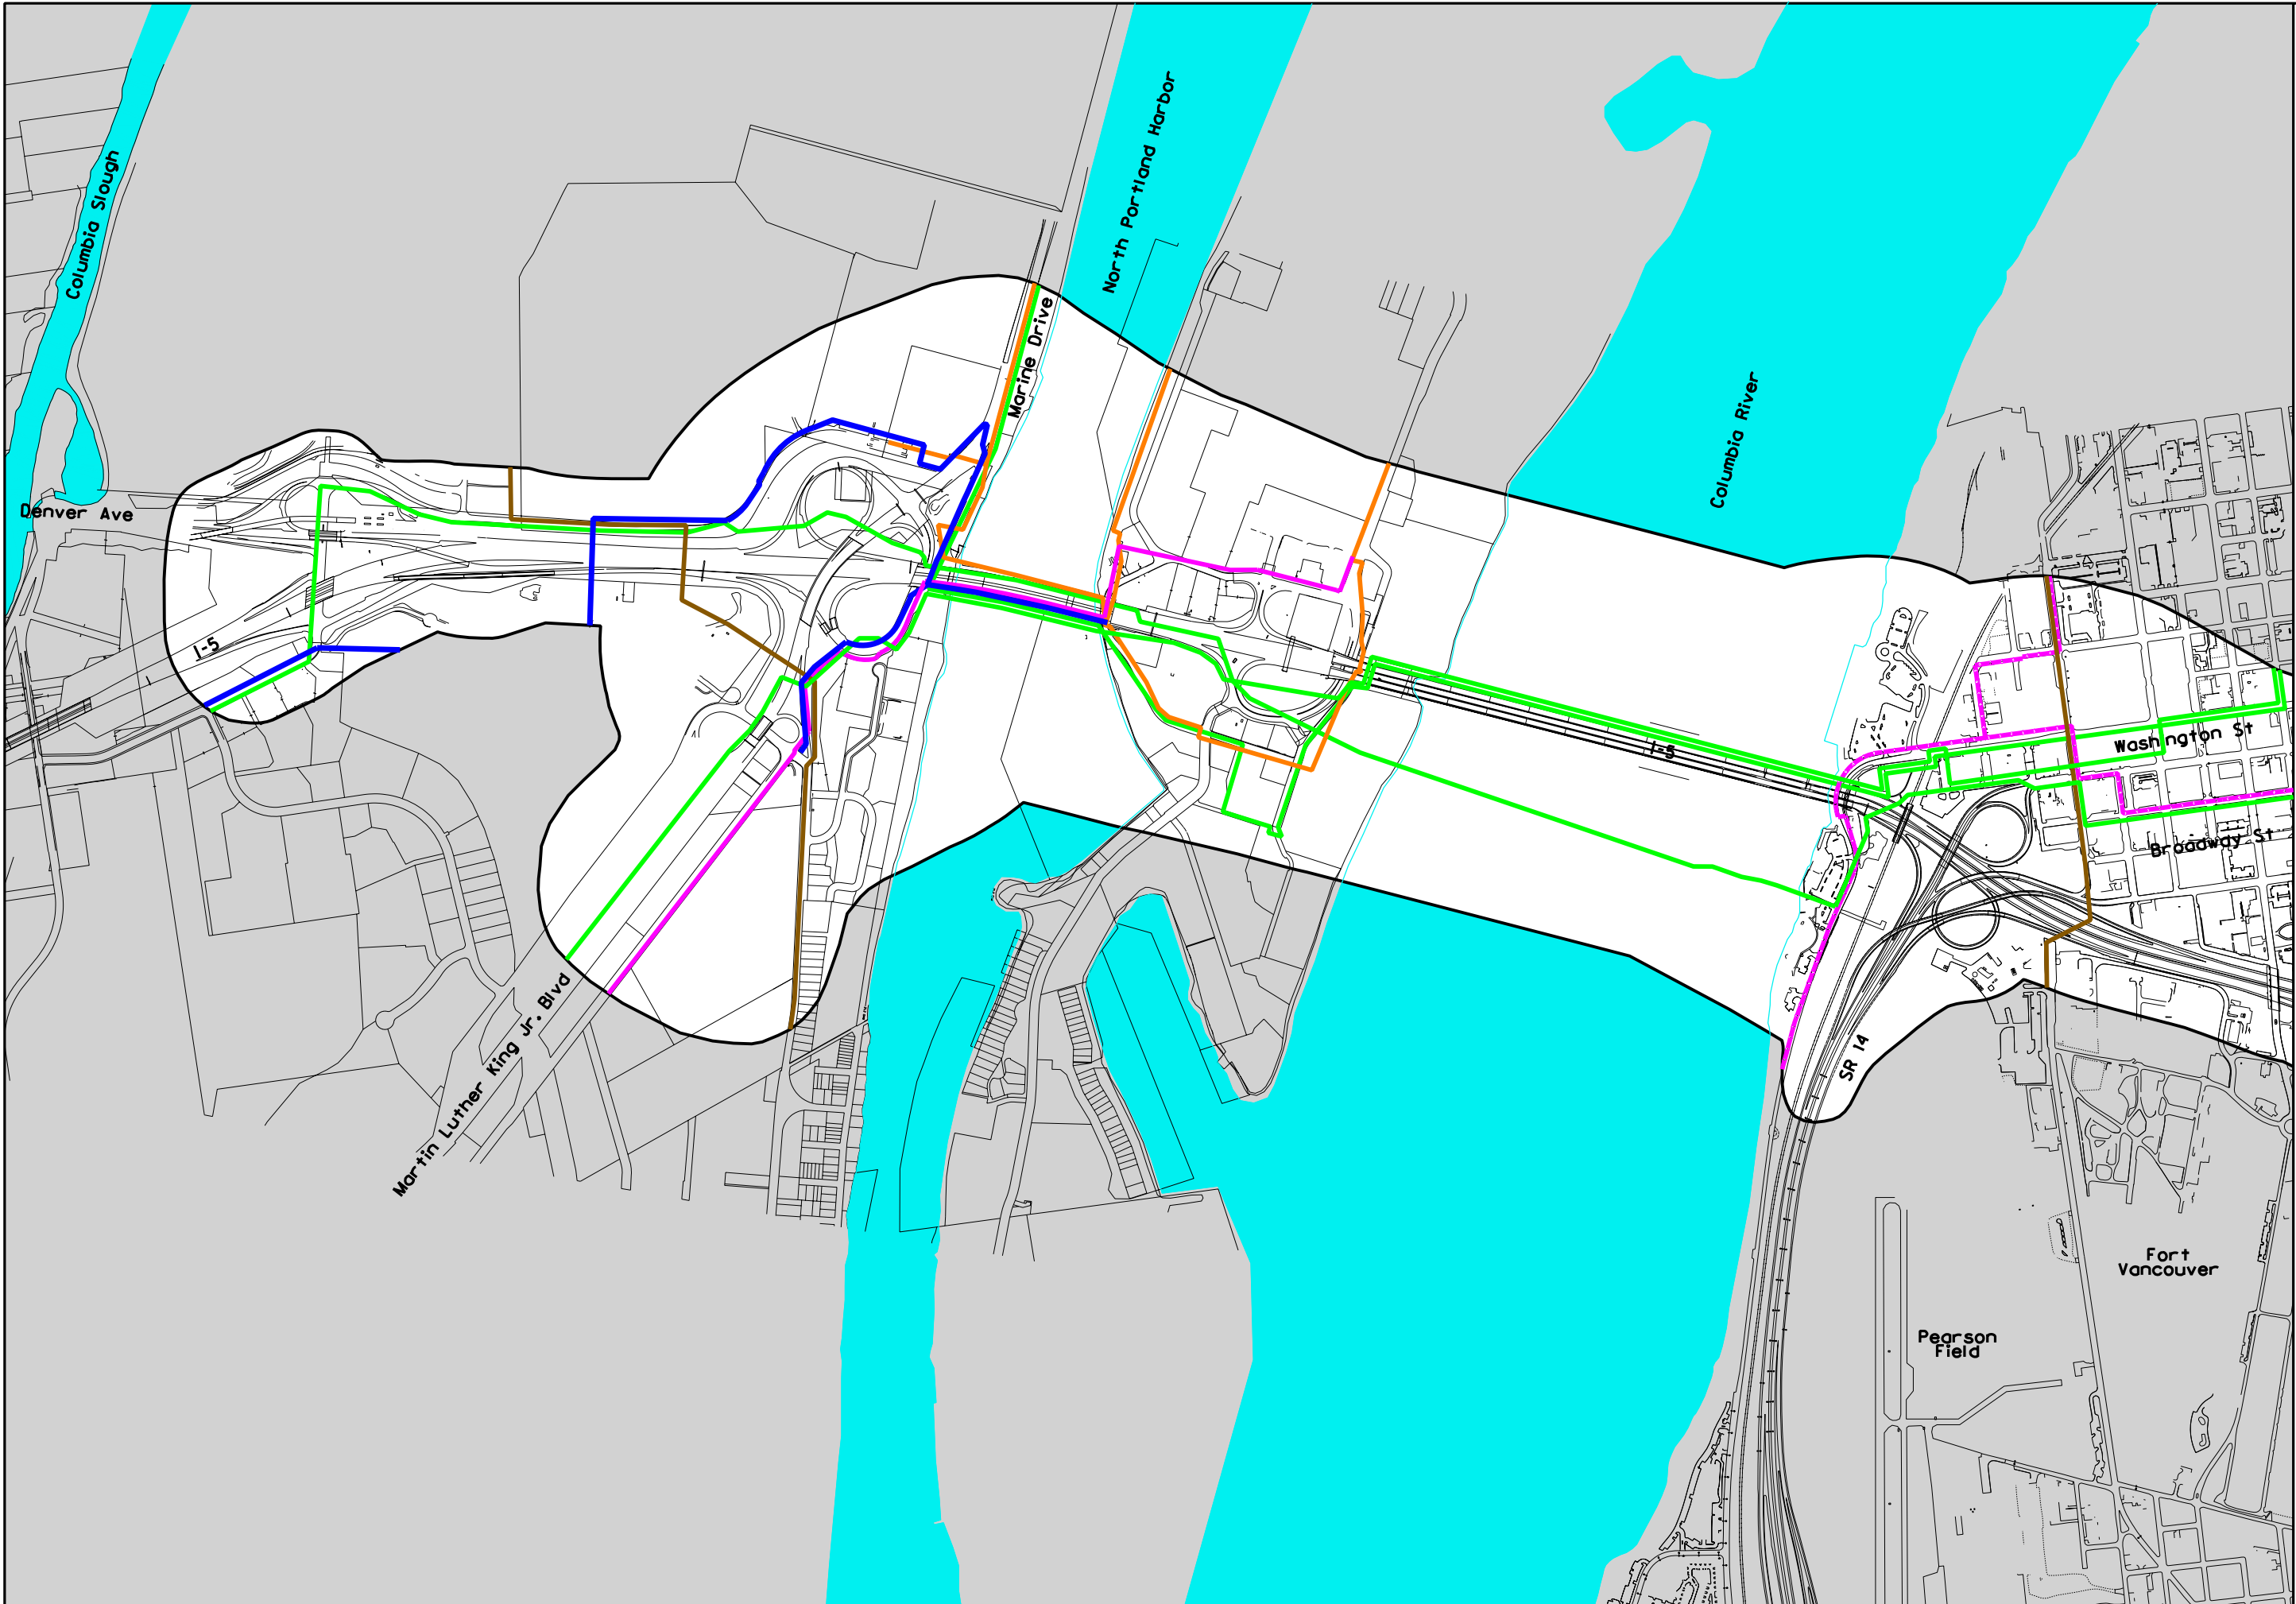 Columbia Slough
North Portland Harbor
Marine Drive
Columbia River
Denver Ave
I-5
I-5
Washington St
Broadway St
Martin Luther King Jr. Blvd
SR 14
Fort
Vancouver
Pearson
Field